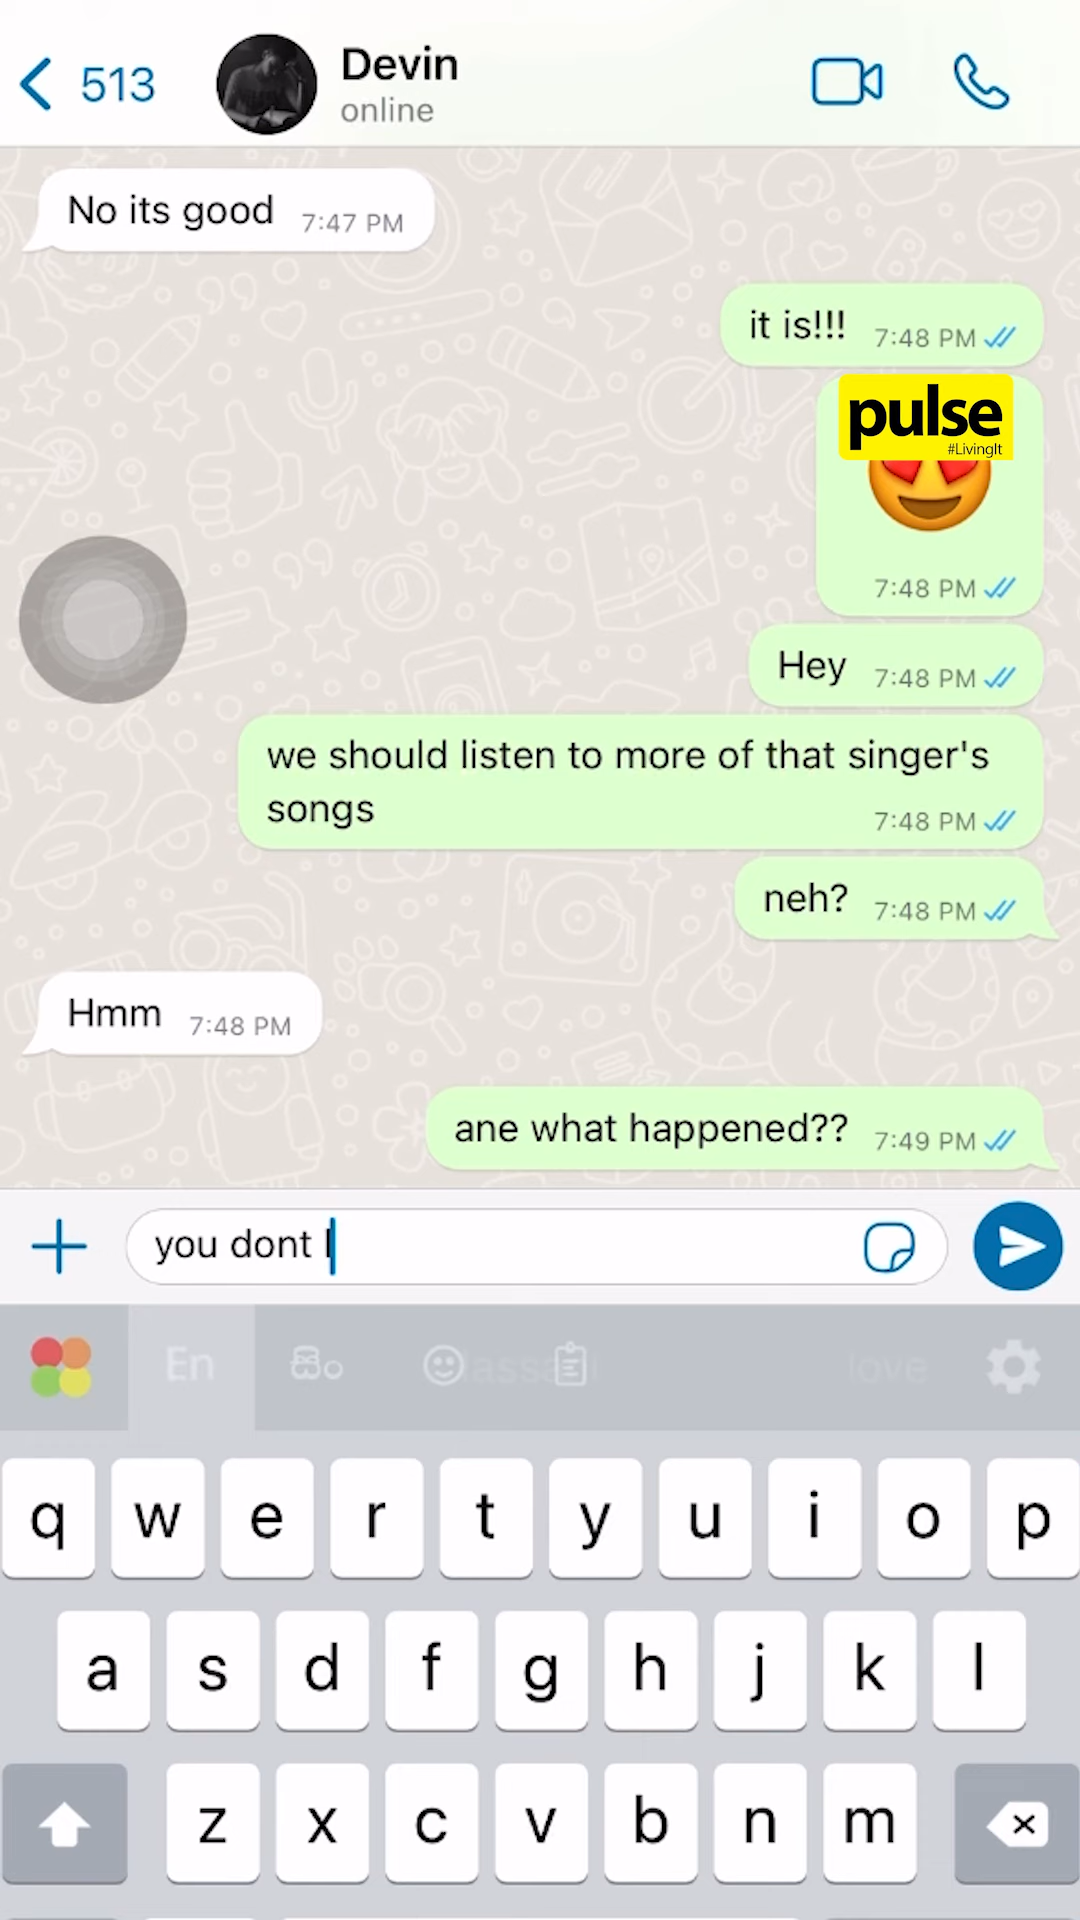 513
Devin
online
No its good 7:47 PM
it is!!! 7:48 PM
pulse
#LivingIt
7:48 PM
Hey 7:48 PM
we should listen to more of that singer's
songs 7:48 PM
neh? 7:48 PM
Hmm 7:48 PM
ane what happened?? 7:49 PM
you dont l
En love
q w e r t y u i o p
a s d f g h j k l
z x c v b n m